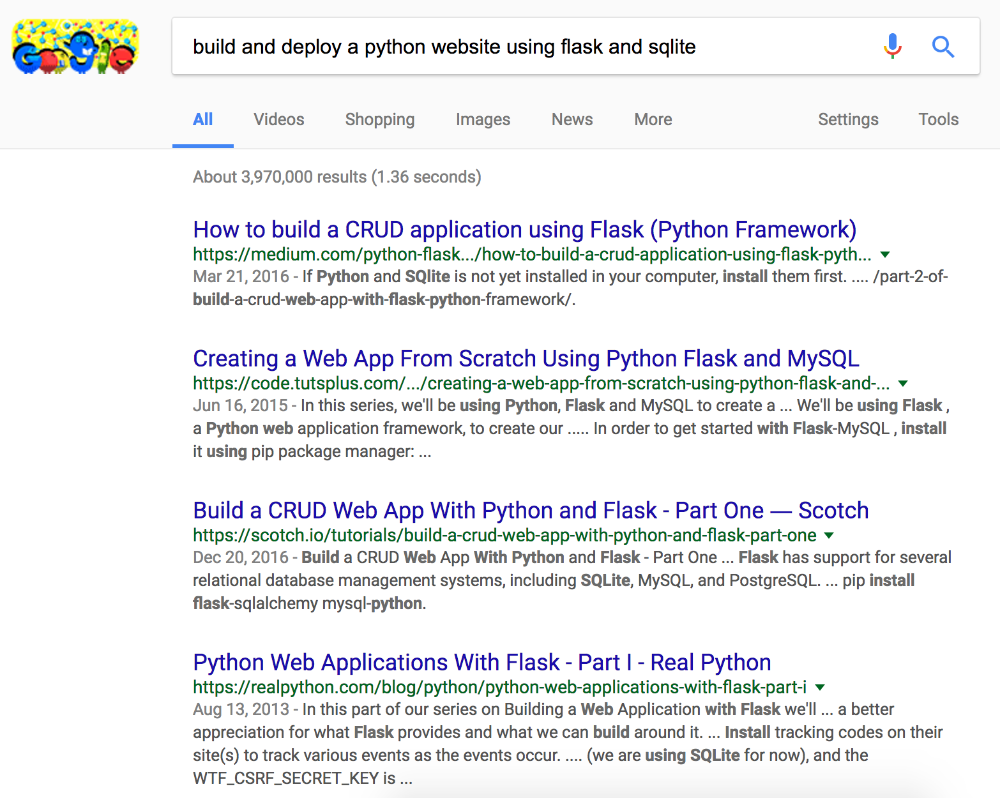 Google
build and deploy a python website using flask and sqlite
All Videos Shopping Images News More Settings Tools
About 3,970,000 results (1.36 seconds)
How to build a CRUD application using Flask (Python Framework)
https://medium.com/python-flask.../how-to-build-a-crud-application-using-flask-pyth...
Mar 21, 2016 - If Python and SQlite is not yet installed in your computer, install them first. .... /part-2-of-
build-a-crud-web-app-with-flask-python-framework/.
Creating a Web App From Scratch Using Python Flask and MySQL
https://code.tutsplus.com/.../creating-a-web-app-from-scratch-using-python-flask-and-...
Jun 16, 2015 - In this series, we'll be using Python, Flask and MySQL to create a ... We'll be using Flask ,
a Python web application framework, to create our ..... In order to get started with Flask-MySQL , install
it using pip package manager: ...
Build a CRUD Web App With Python and Flask - Part One — Scotch
https://scotch.io/tutorials/build-a-crud-web-app-with-python-and-flask-part-one
Dec 20, 2016 - Build a CRUD Web App With Python and Flask - Part One ... Flask has support for several
relational database management systems, including SQLite, MySQL, and PostgreSQL. ... pip install
flask-sqlalchemy mysql-python.
Python Web Applications With Flask - Part I - Real Python
https://realpython.com/blog/python/python-web-applications-with-flask-part-i
Aug 13, 2013 - In this part of our series on Building a Web Application with Flask we'll ... a better
appreciation for what Flask provides and what we can build around it. ... Install tracking codes on their
site(s) to track various events as the events occur. .... (we are using SQLite for now), and the
WTF_CSRF_SECRET_KEY is ...